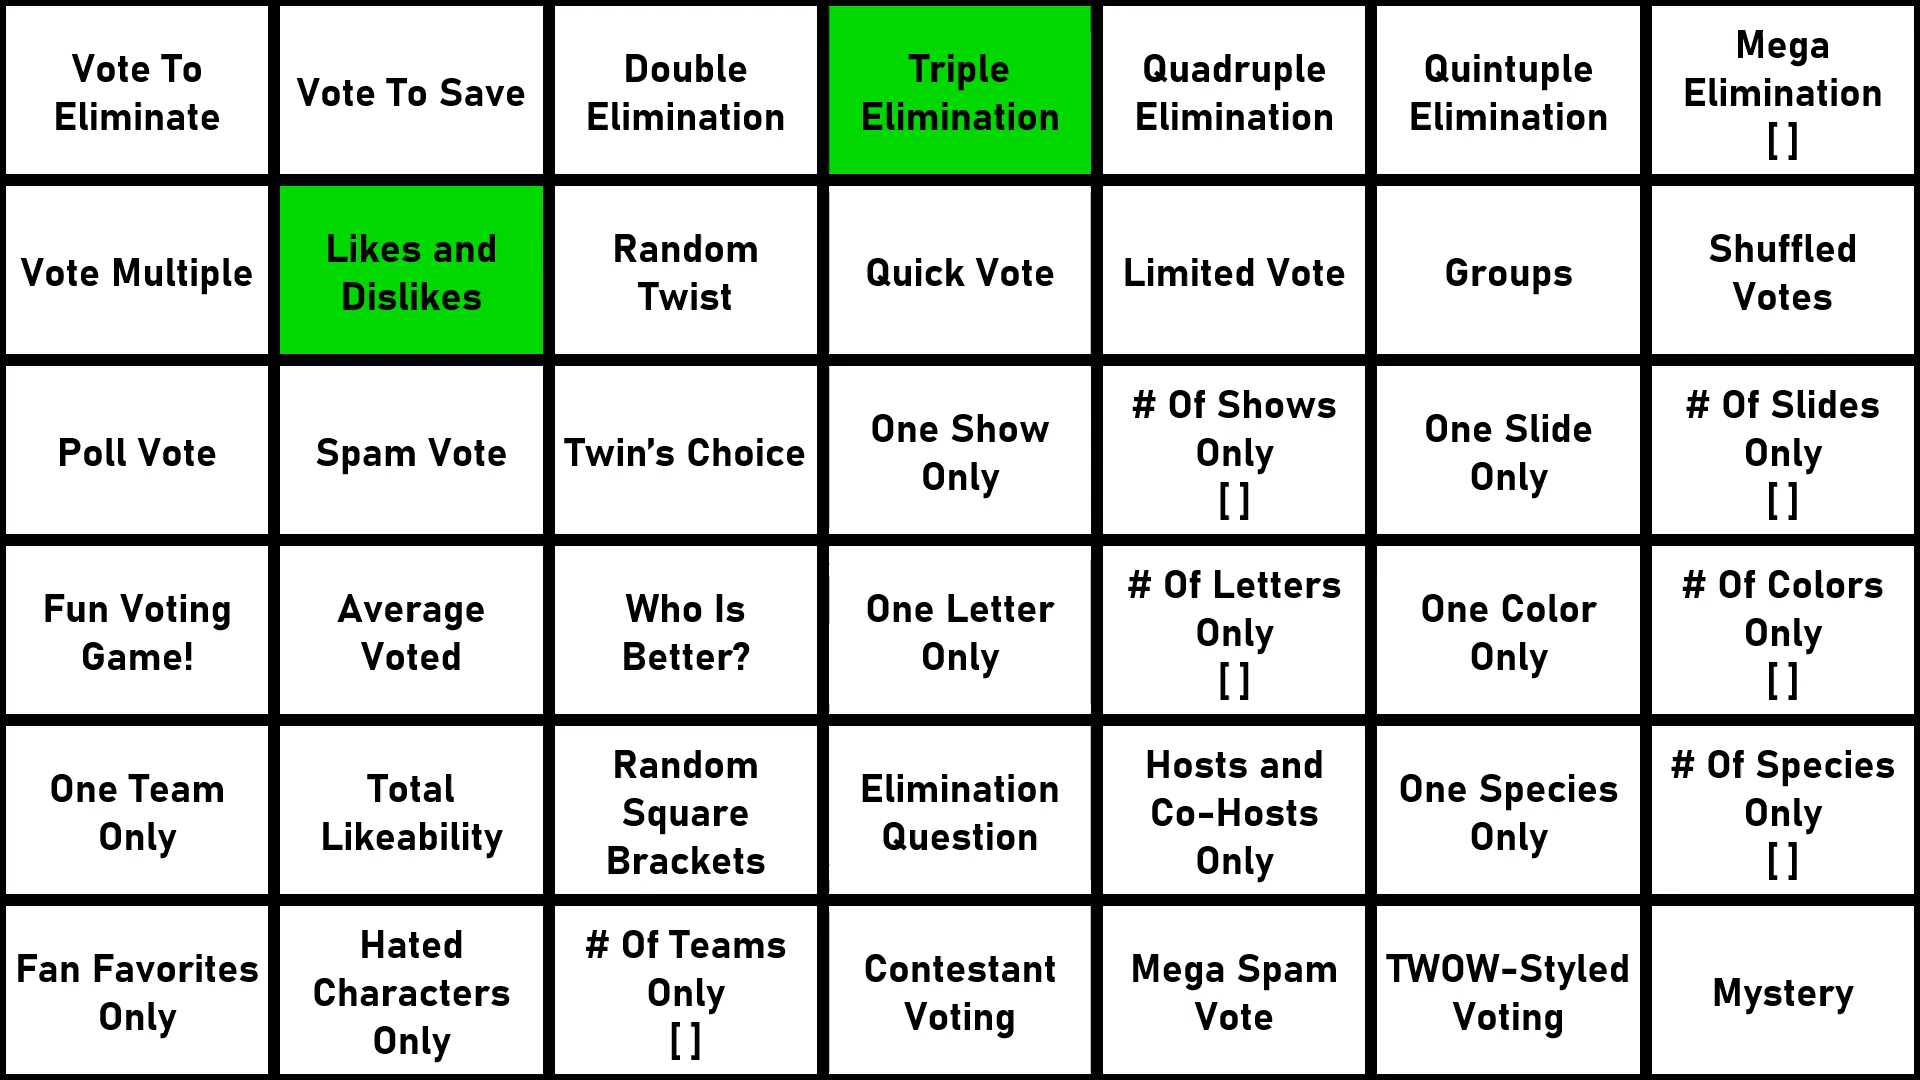 Vote To
Eliminate
Vote To Save
Double
Elimination
Triple
Elimination
Quadruple
Elimination
Quintuple
Elimination
Mega
Elimination
[ ]
Vote Multiple
Likes and
Dislikes
Random
Twist
Quick Vote
Limited Vote
Groups
Shuffled
Votes
Poll Vote
Spam Vote
Twin's Choice
One Show
Only
# Of Shows
Only
[ ]
One Slide
Only
# Of Slides
Only
[ ]
Fun Voting
Game!
Average
Voted
Who Is
Better?
One Letter
Only
# Of Letters
Only
[ ]
One Color
Only
# Of Colors
Only
[ ]
One Team
Only
Total
Likeability
Random
Square
Brackets
Elimination
Question
Hosts and
Co-Hosts
Only
One Species
Only
# Of Species
Only
[ ]
Fan Favorites
Only
Hated
Characters
Only
# Of Teams
Only
[ ]
Contestant
Voting
Mega Spam
Vote
TWOW-Styled
Voting
Mystery